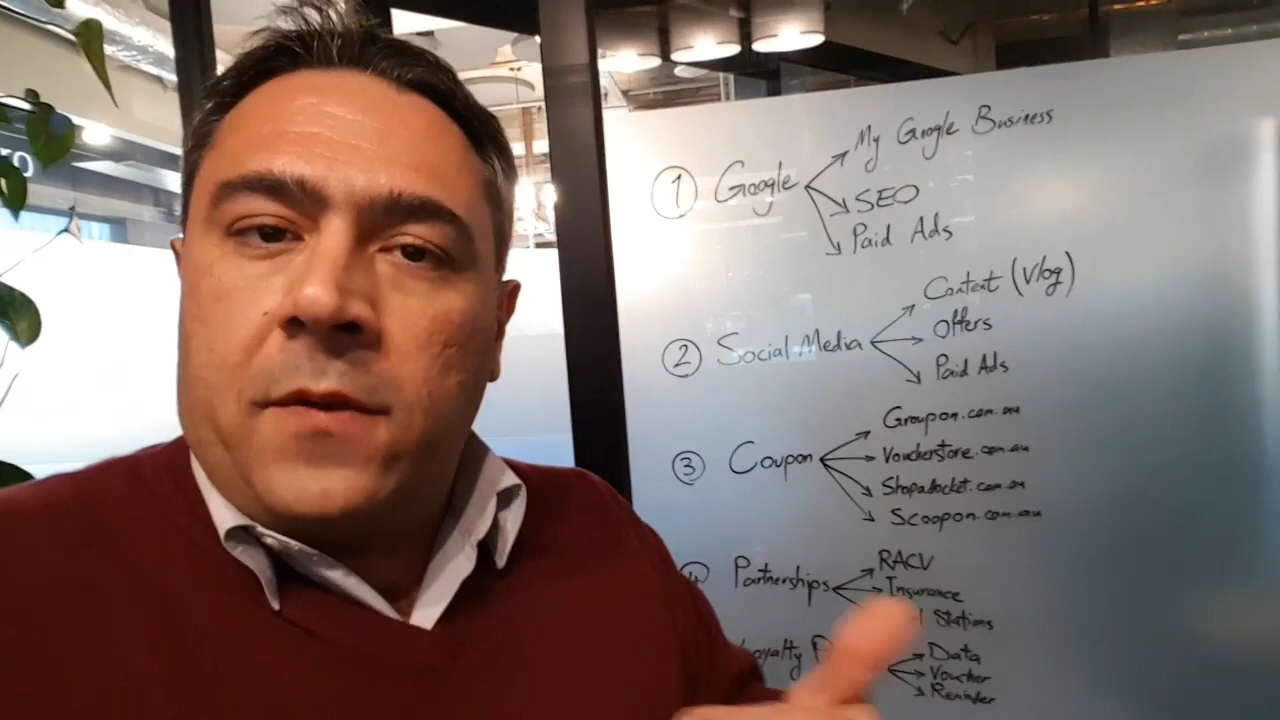 1 Google
My Google Business
SEO
Paid Ads
2 Social Media
Content (Vlog)
Offers
Paid Ads
3 Coupon
Groupon.com.au
Voucherstore.com.au
Shopadocket.com.au
Scoopon.com.au
4 Partnerships
RACV
Insurance
Stations
Data
Voucher
Reminder